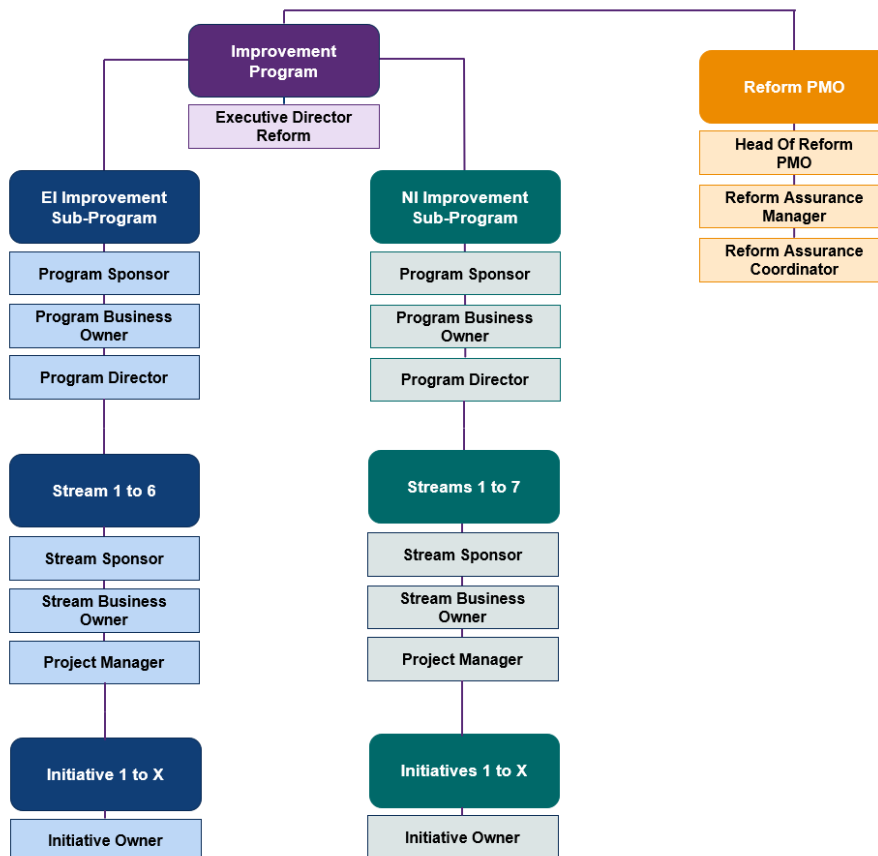 Improvement
Program
Executive Director
Reform
Reform PMO
Head Of Reform
PMO
Reform Assurance
Manager
Reform Assurance
Coordinator
EI Improvement
Sub-Program
Program Sponsor
Program Business
Owner
Program Director
Stream 1 to 6
Stream Sponsor
Stream Business
Owner
Project Manager
Initiative 1 to X
Initiative Owner
NI Improvement
Sub-Program
Program Sponsor
Program Business
Owner
Program Director
Streams 1 to 7
Stream Sponsor
Stream Business
Owner
Project Manager
Initiatives 1 to X
Initiative Owner